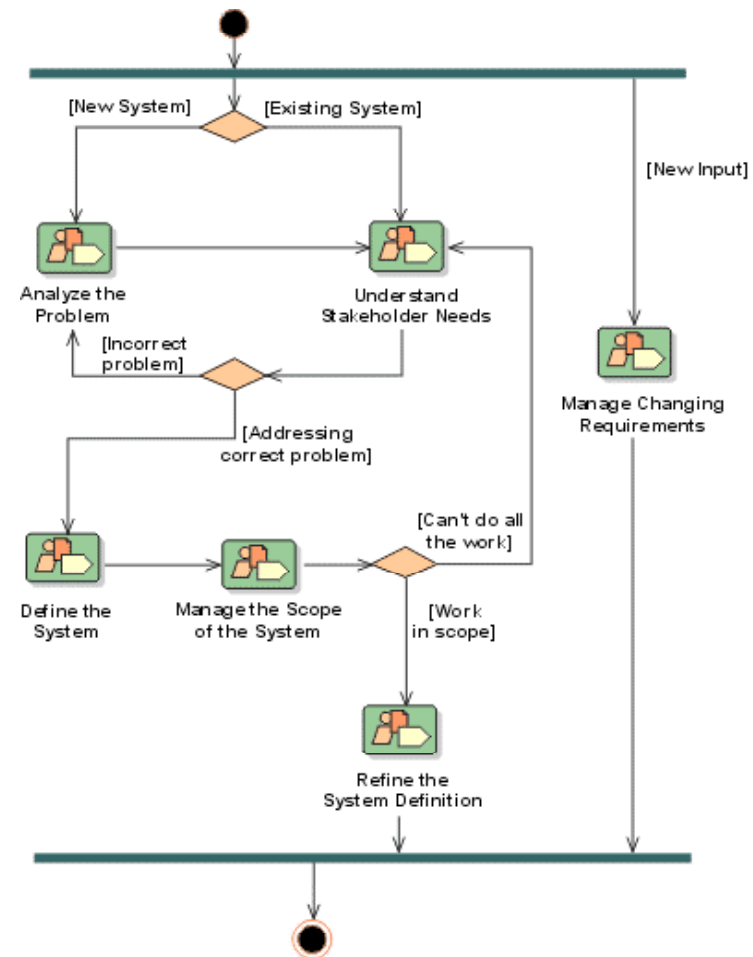 [New System]
[Existing System]
[New Input]
Analyze the
Problem
Understand
Stakeholder Needs
[Incorrect
problem]
Manage Changing
Requirements
[Addressing
correct problem]
[Can't do all
the work]
Define the
System
Manage the Scope
of the System
[Work
in scope]
Refine the
System Definition